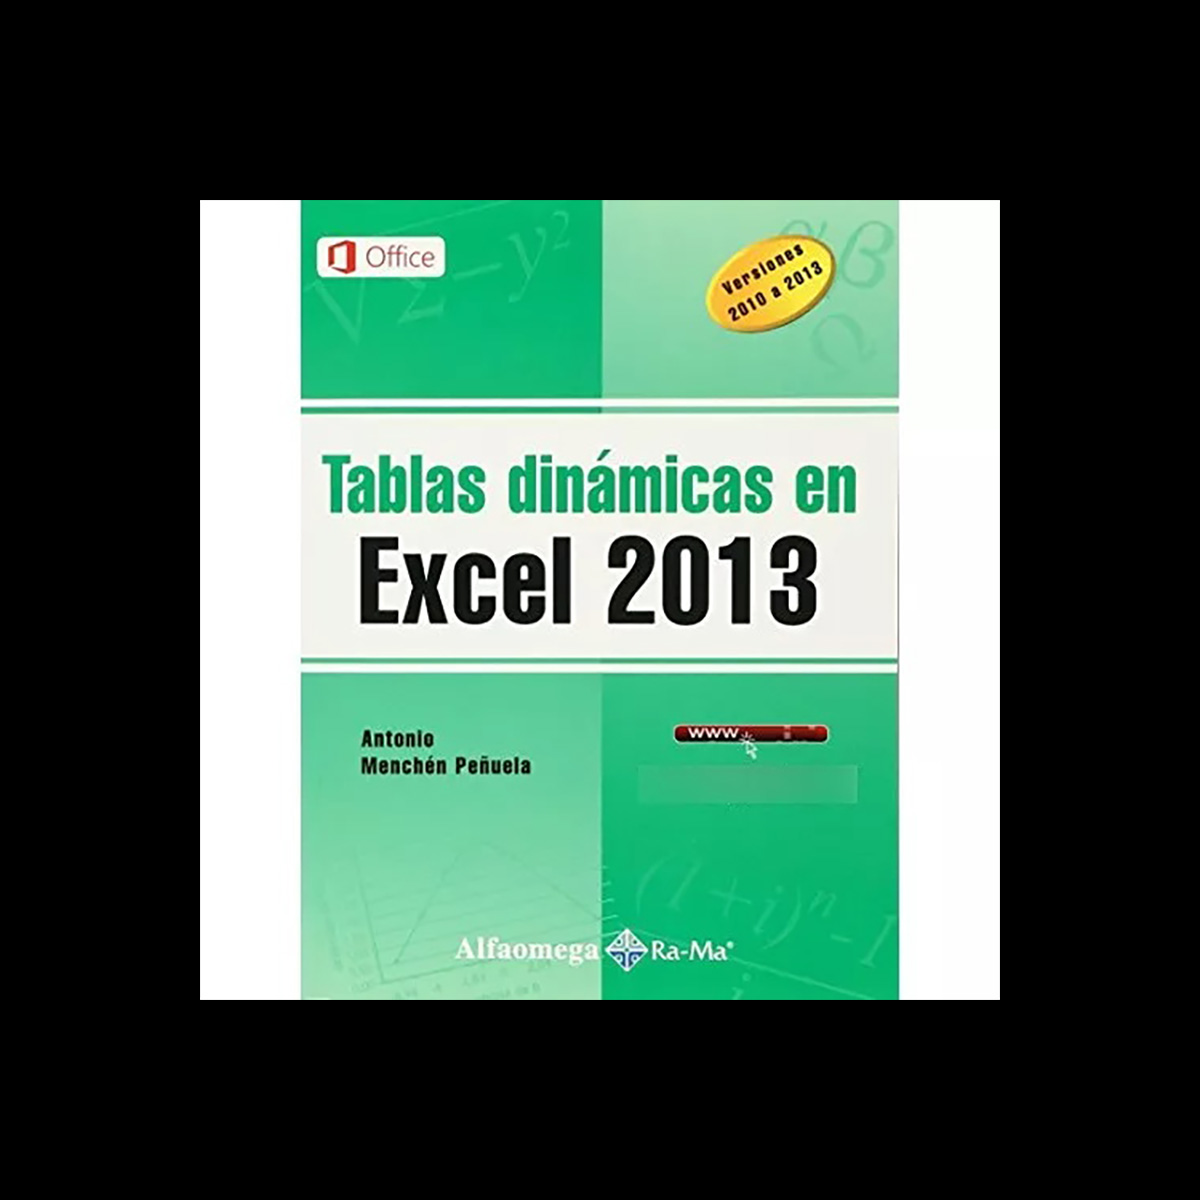 Office
Versiones
2010 a 2013
Tablas dinámicas en
Excel 2013
Antonio
Menchén Peñuela
www
Alfaomega Ra-Ma®